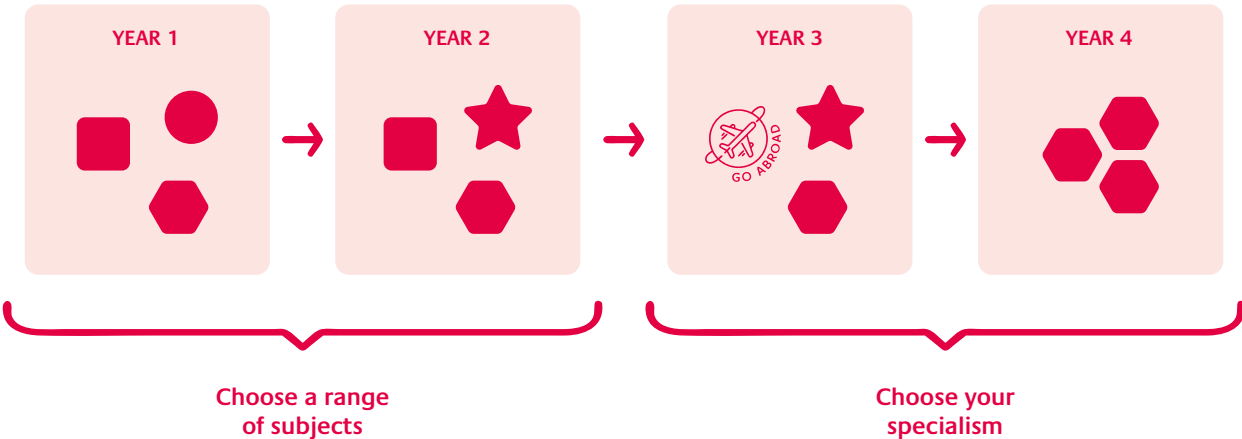 YEAR 1
YEAR 2
YEAR 3
YEAR 4
GO ABROAD
Choose a range
of subjects
Choose your
specialism